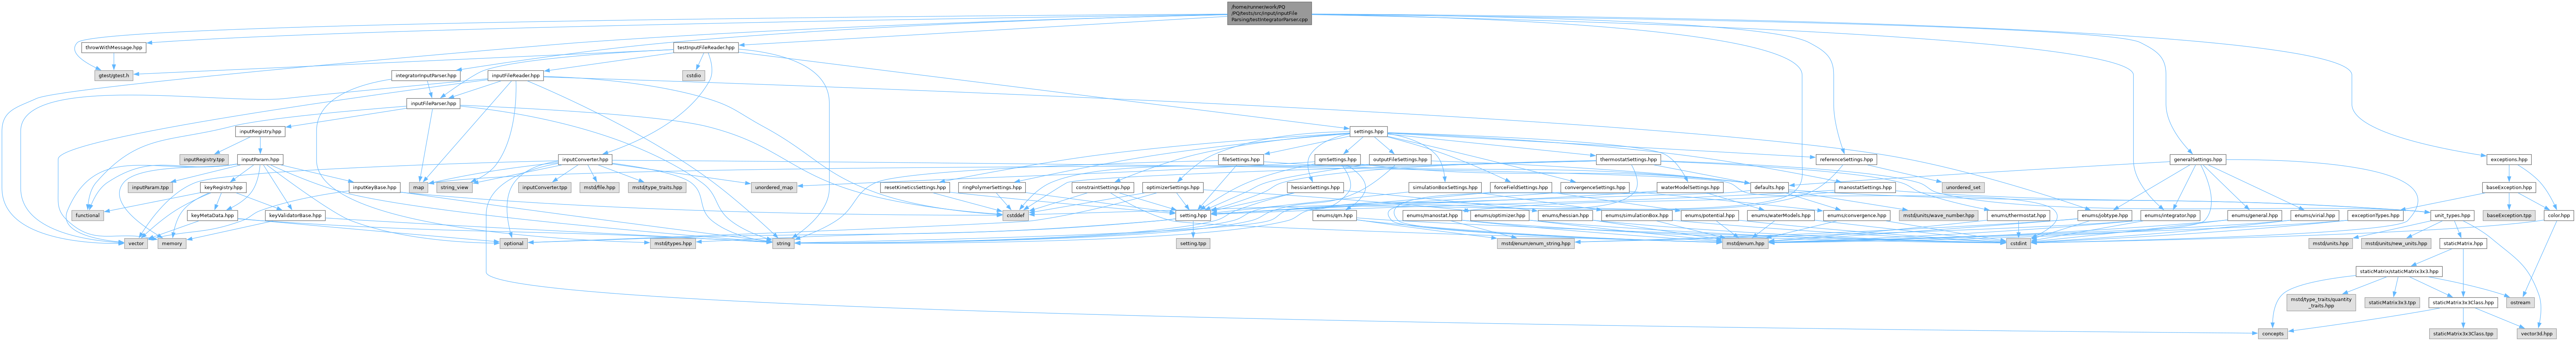 /home/runner/work/PQ
/PQ/tests/src/input/inputFile
Parsing/testIntegratorParser.cpp
throwWithMessage.hpp
testInputFileReader.hpp
gtest/gtest.h
integratorInputParser.hpp
inputFileReader.hpp
cstdio
inputFileParser.hpp
inputRegistry.hpp
settings.hpp
inputRegistry.tpp
inputParam.hpp
inputConverter.hpp
fileSettings.hpp
qmSettings.hpp
outputFileSettings.hpp
thermostatSettings.hpp
referenceSettings.hpp
generalSettings.hpp
exceptions.hpp
inputParam.tpp
keyRegistry.hpp
inputKeyBase.hpp
map
string_view
inputConverter.tpp
mstd/file.hpp
mstd/type_traits.hpp
unordered_map
resetKineticsSettings.hpp
ringPolymerSettings.hpp
constraintSettings.hpp
optimizerSettings.hpp
hessianSettings.hpp
simulationBoxSettings.hpp
forceFieldSettings.hpp
convergenceSettings.hpp
waterModelSettings.hpp
defaults.hpp
manostatSettings.hpp
unordered_set
baseException.hpp
functional
keyMetaData.hpp
keyValidatorBase.hpp
cstddef
setting.hpp
enums/qm.hpp
enums/manostat.hpp
enums/optimizer.hpp
enums/hessian.hpp
enums/simulationBox.hpp
enums/potential.hpp
enums/waterModels.hpp
enums/convergence.hpp
mstd/units/wave_number.hpp
enums/thermostat.hpp
enums/jobtype.hpp
enums/integrator.hpp
enums/general.hpp
enums/virial.hpp
exceptionTypes.hpp
unit_types.hpp
baseException.tpp
color.hpp
vector
memory
optional
mstd/types.hpp
string
setting.tpp
mstd/enum/enum_string.hpp
mstd/enum.hpp
cstdint
mstd/units.hpp
mstd/units/new_units.hpp
staticMatrix.hpp
staticMatrix/staticMatrix3x3.hpp
mstd/type_traits/quantity
_traits.hpp
staticMatrix3x3.tpp
staticMatrix3x3Class.hpp
ostream
concepts
staticMatrix3x3Class.tpp
vector3d.hpp